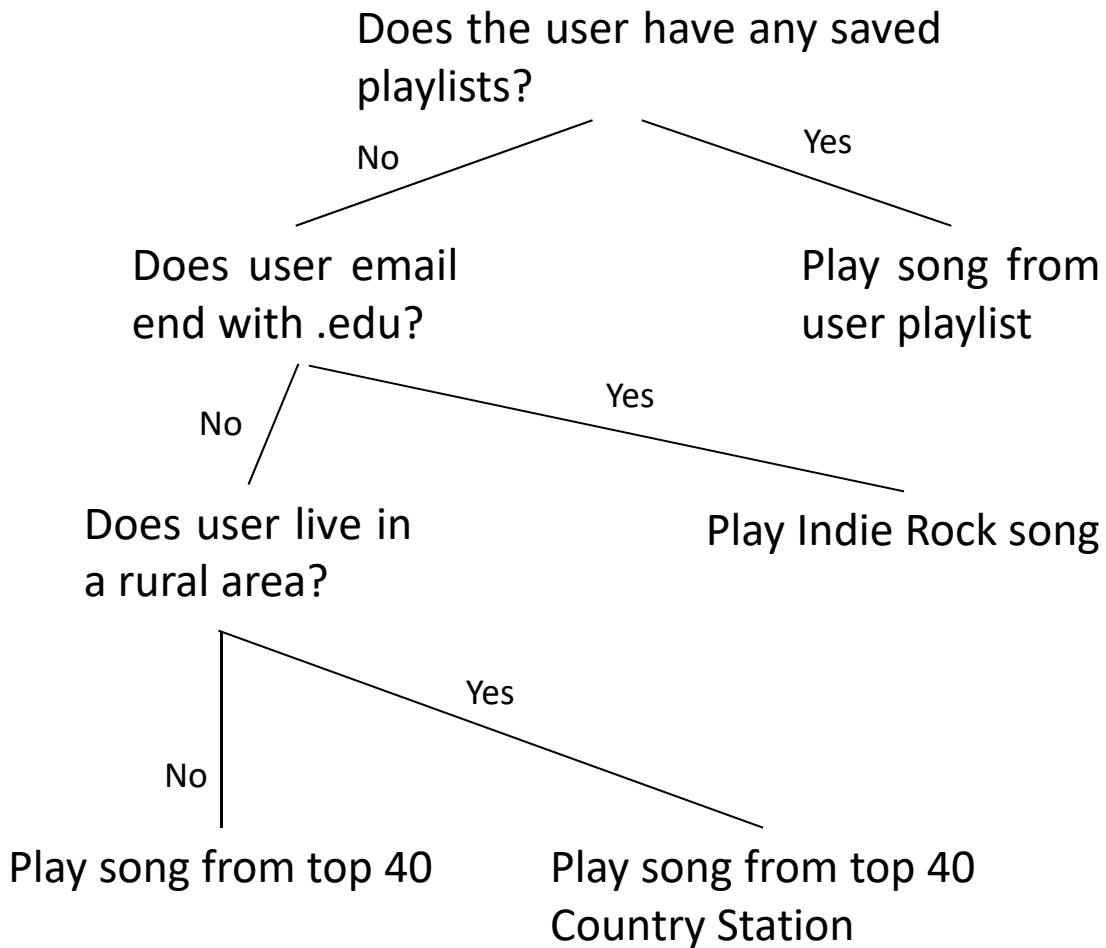 Does the user have any saved
playlists?
No
Yes
Does user email
end with .edu?
Play song from
user playlist
No
Yes
Does user live in
a rural area?
Play Indie Rock song
Yes
No
Play song from top 40
Play song from top 40
Country Station